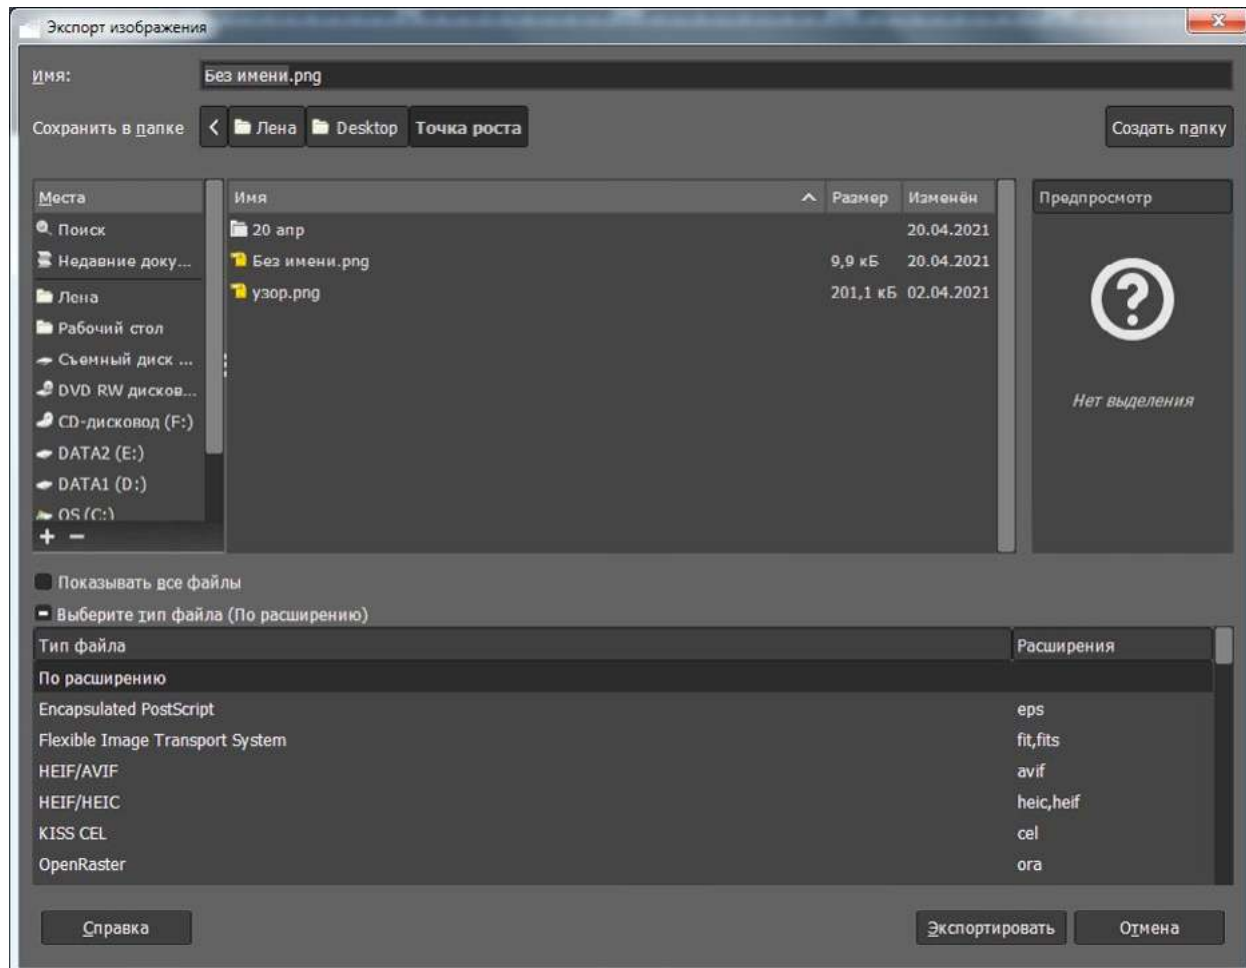 Экспорт изображения
Имя: Без имени.png
Сохранить в папке < Лена Desktop Точка роста Создать папку
Места Имя Размер Изменён Предпросмотр
Поиск 20 апр 20.04.2021
Недавние доку... Без имени.png 9,9 кБ 20.04.2021
Лена узор.png 201,1 кБ 02.04.2021
Рабочий стол
Съемный диск ...
DVD RW дисков...
Нет выделения
CD-дисковод (F:)
DATA2 (E:)
DATA1 (D:)
OS (C:)
+ −
Показывать все файлы
Выберите тип файла (По расширению)
Тип файла Расширения
По расширению
Encapsulated PostScript eps
Flexible Image Transport System fit,fits
HEIF/AVIF avif
HEIF/HEIC heic,heif
KISS CEL cel
OpenRaster ora
Справка Экспортировать Отмена